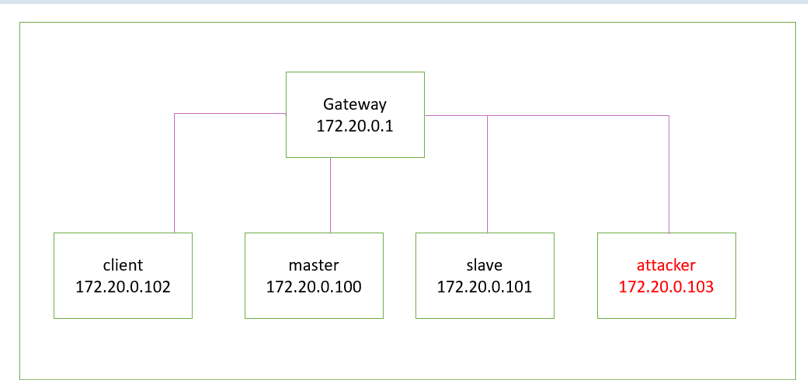 Gateway
172.20.0.1
client
172.20.0.102
master
172.20.0.100
slave
172.20.0.101
attacker
172.20.0.103